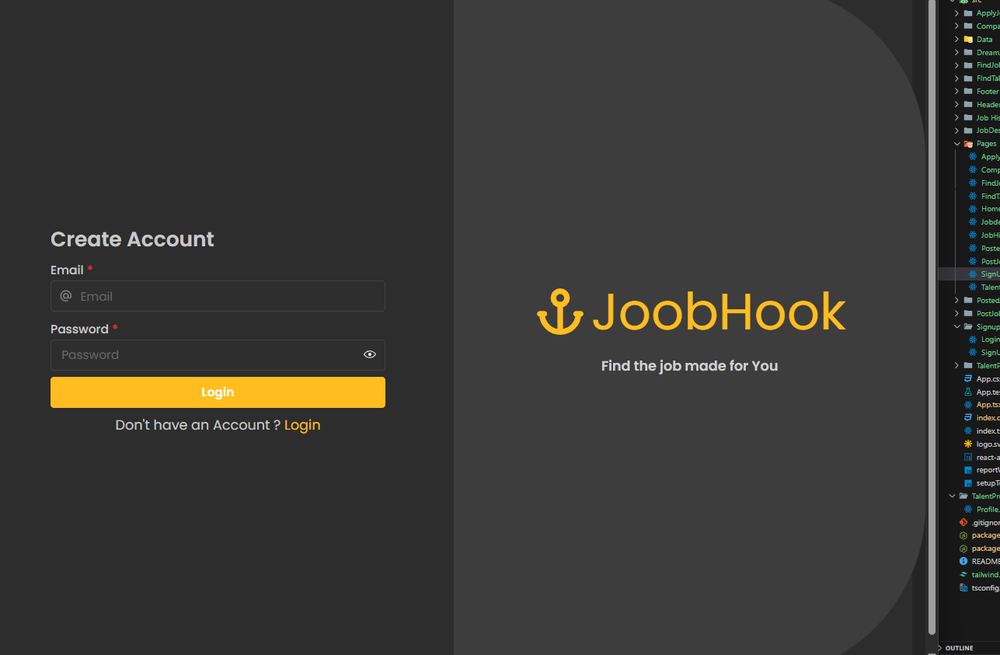 Create Account
Email *
@ Email
Password *
Password
Login
Don't have an Account ? Login
JoobHook
Find the job made for You
src
ApplyJ
Compa
Data
Dream
FindJol
FIndTal
Footer
Header
Job His
JobDes
Pages
Apply
Comp
FindJ
FindT
Home
Jobde
JobHi
Poste
PostJ
SignU
Talent
Posted
PostJol
Signup
Login
SignU
TalentP
App.cs
App.te
App.ts
index.c
index.t
logo.sv
react-a
report
setupT
TalentPr
Profile.
.gitignor
package
package
README
tailwind.
tsconfig.
OUTLINE